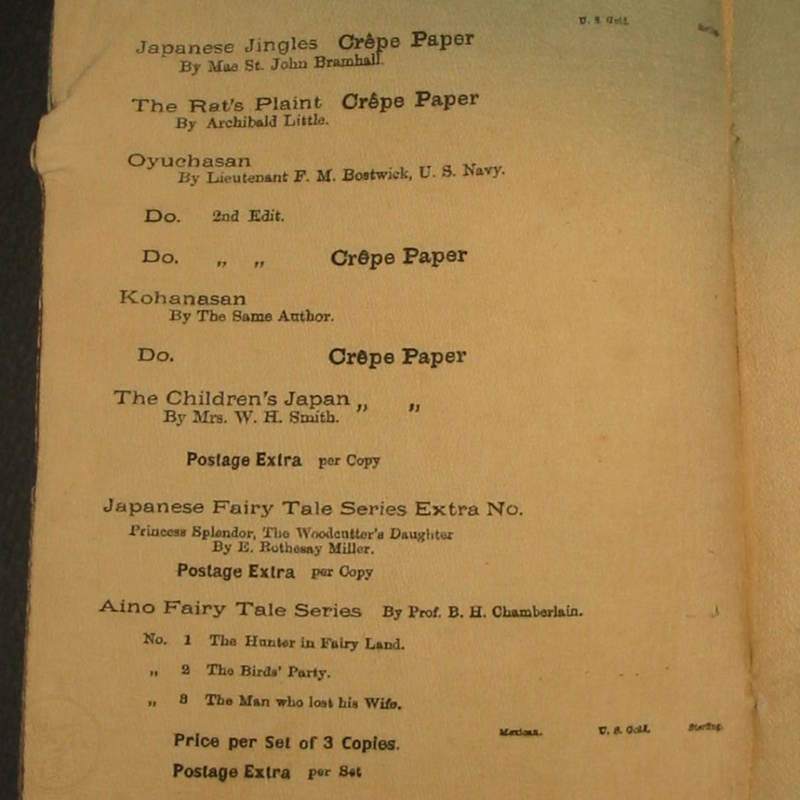 U. S. Gold.
Japanese Jingles Crêpe Paper
By Mae St. John Bramhall.
The Rat's Plaint Crêpe Paper
By Archibald Little.
Oyuchasan
By Lieutenant F. M. Bostwick, U. S. Navy.
Do. 2nd Edit.
Do. „ „ Crêpe Paper
Kohanasan
By The Same Author.
Do. Crêpe Paper
The Children's Japan „ „
By Mrs. W. H. Smith.
Postage Extra per Copy
Japanese Fairy Tale Series Extra No.
Princess Splendor, The Woodcutter's Daughter
By E. Rothesay Miller.
Postage Extra per Copy
Aino Fairy Tale Series By Prof. B. H. Chamberlain.
No. 1 The Hunter in Fairy Land.
„ 2 The Birds' Party.
„ 3 The Man who lost his Wife.
Mexican. U. S. Gold. Sterling.
Price per Set of 3 Copies.
Postage Extra per Set